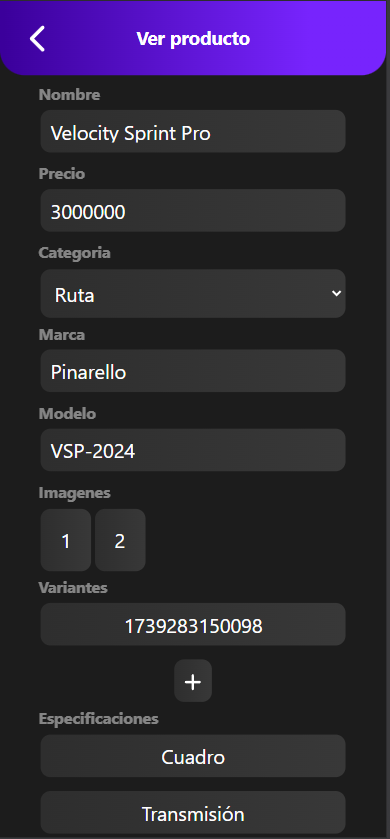 Ver producto
Nombre
Velocity Sprint Pro
Precio
3000000
Categoria
Ruta
Marca
Pinarello
Modelo
VSP-2024
Imagenes
1 2
Variantes
1739283150098
+
Especificaciones
Cuadro
Transmisión